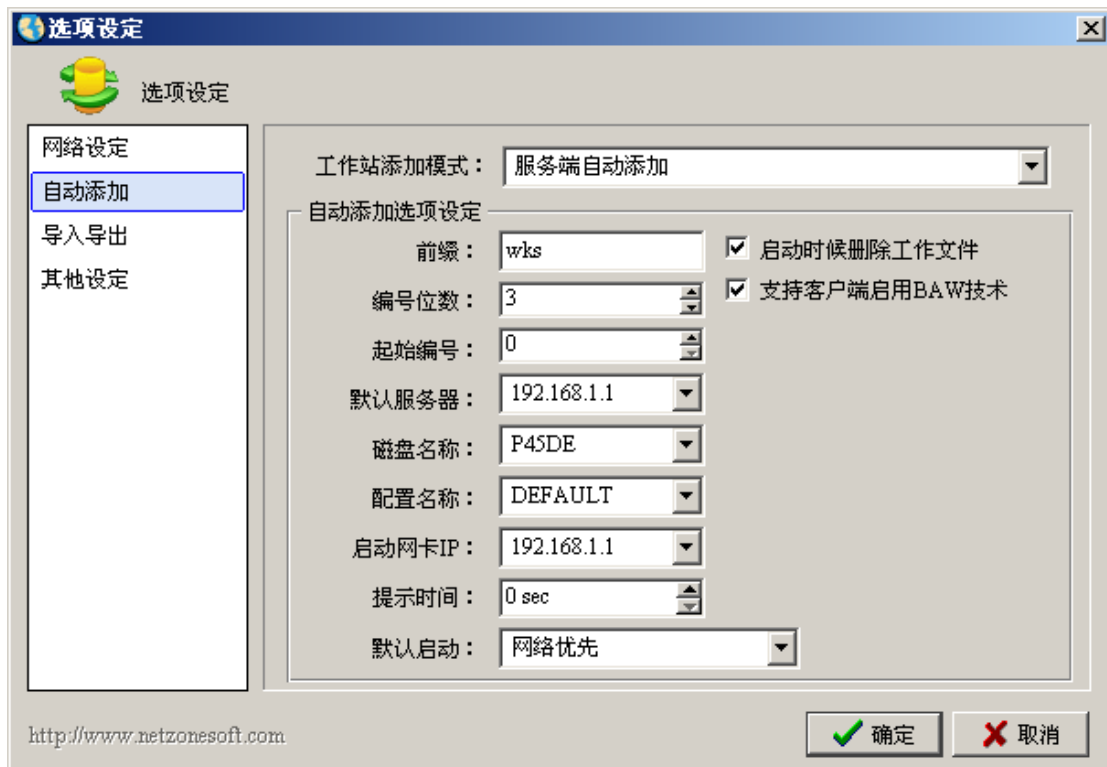 选项设定
选项设定
网络设定
自动添加
导入导出
其他设定
工作站添加模式： 服务端自动添加
自动添加选项设定
前缀： wks
启动时候删除工作文件
编号位数： 3
支持客户端启用BAW技术
起始编号： 0
默认服务器： 192.168.1.1
磁盘名称： P45DE
配置名称： DEFAULT
启动网卡IP： 192.168.1.1
提示时间： 0 sec
默认启动： 网络优先
http://www.netzonesoft.com
确定
取消